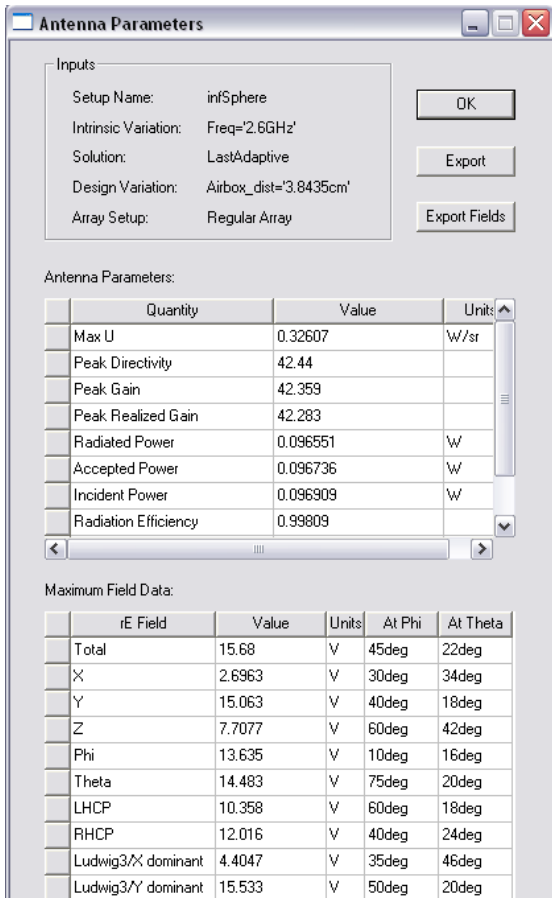 Antenna Parameters
Inputs
Setup Name: infSphere
Intrinsic Variation: Freq='2.6GHz'
Solution: LastAdaptive
Design Variation: Airbox_dist='3.8435cm'
Array Setup: Regular Array
OK
Export
Export Fields
Antenna Parameters:
Quantity Value Units
Max U 0.32607 W/sr
Peak Directivity 42.44
Peak Gain 42.359
Peak Realized Gain 42.283
Radiated Power 0.096551 W
Accepted Power 0.096736 W
Incident Power 0.096909 W
Radiation Efficiency 0.99809
Maximum Field Data:
rE Field Value Units At Phi At Theta
Total 15.68 V 45deg 22deg
X 2.6963 V 30deg 34deg
Y 15.063 V 40deg 18deg
Z 7.7077 V 60deg 42deg
Phi 13.635 V 10deg 16deg
Theta 14.483 V 75deg 20deg
LHCP 10.358 V 60deg 18deg
RHCP 12.016 V 40deg 24deg
Ludwig3/X dominant 4.4047 V 35deg 46deg
Ludwig3/Y dominant 15.533 V 50deg 20deg